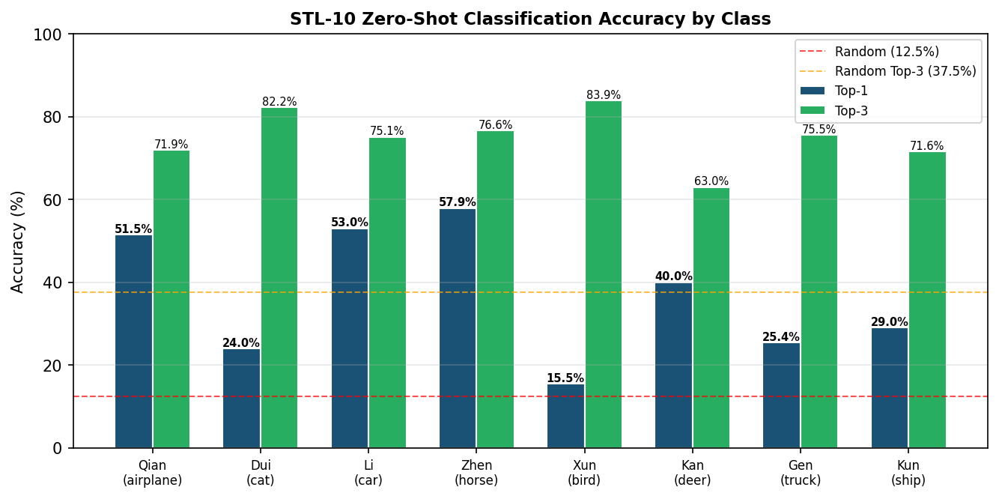 STL-10 Zero-Shot Classification Accuracy by Class
Accuracy (%)
100
80
60
40
20
0
Random (12.5%)
Random Top-3 (37.5%)
Top-1
Top-3
51.5%
71.9%
24.0%
82.2%
53.0%
75.1%
57.9%
76.6%
15.5%
83.9%
40.0%
63.0%
25.4%
75.5%
29.0%
71.6%
Qian
(airplane)
Dui
(cat)
Li
(car)
Zhen
(horse)
Xun
(bird)
Kan
(deer)
Gen
(truck)
Kun
(ship)